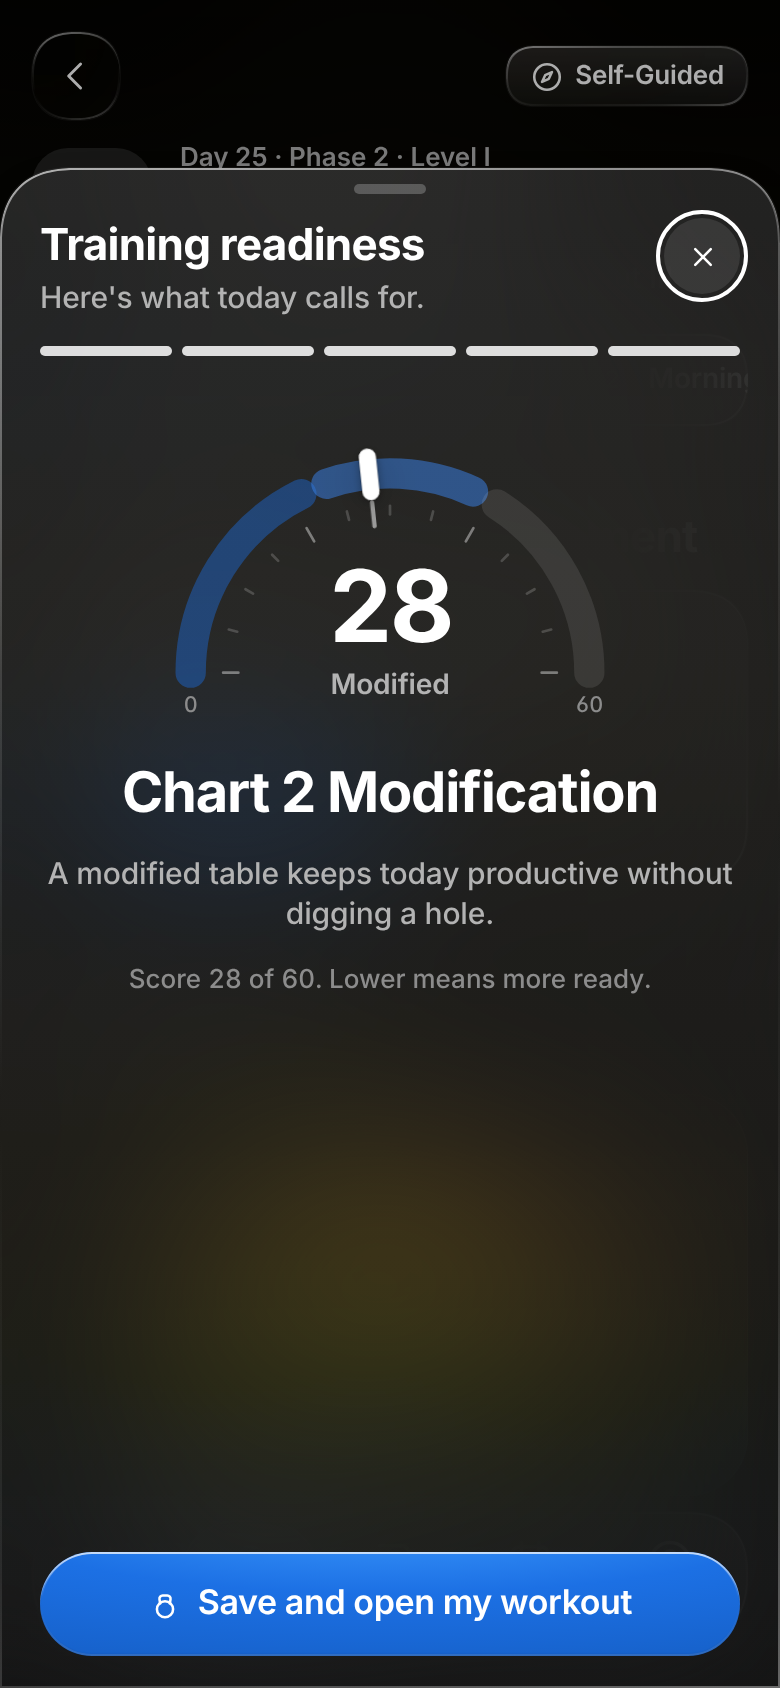 Self-Guided
Day 25 · Phase 2 · Level I
Training readiness
Here's what today calls for.
Morning
ent
28
Modified
0
60
Chart 2 Modification
A modified table keeps today productive without
digging a hole.
Score 28 of 60. Lower means more ready.
Save and open my workout